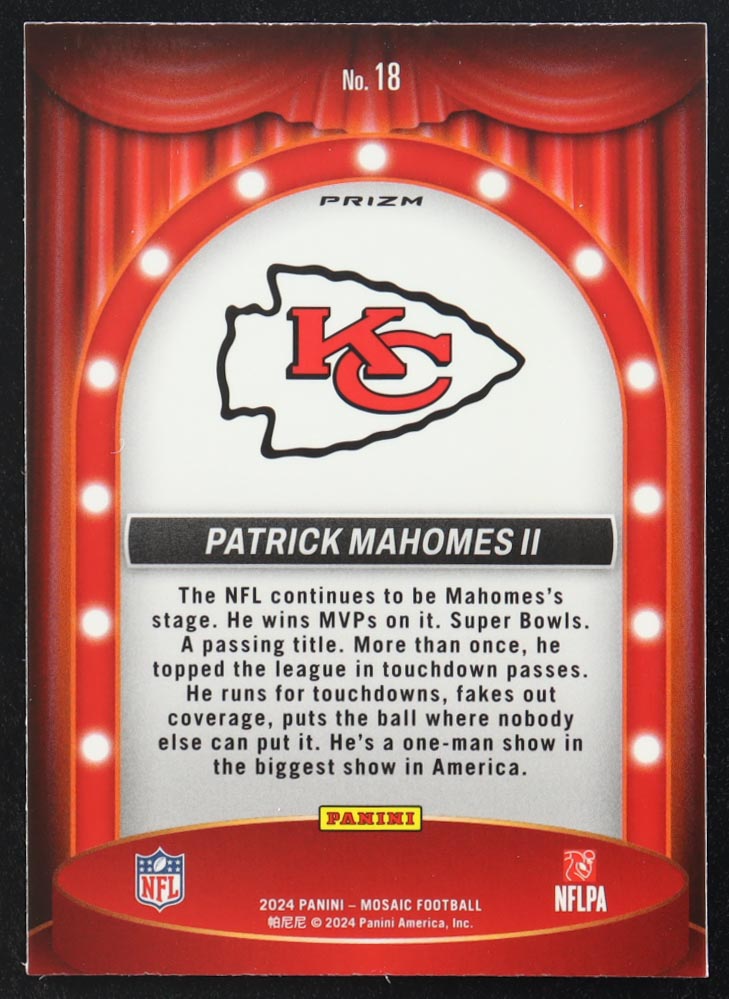 No. 18
PRIZM
KC
PATRICK MAHOMES II
The NFL continues to be Mahomes's
stage. He wins MVPs on it. Super Bowls.
A passing title. More than once, he
topped the league in touchdown passes.
He runs for touchdowns, fakes out
coverage, puts the ball where nobody
else can put it. He's a one-man show in
the biggest show in America.
PANINI
NFL
NFLPA
2024 PANINI – MOSAIC FOOTBALL
帕尼尼 © 2024 Panini America, Inc.